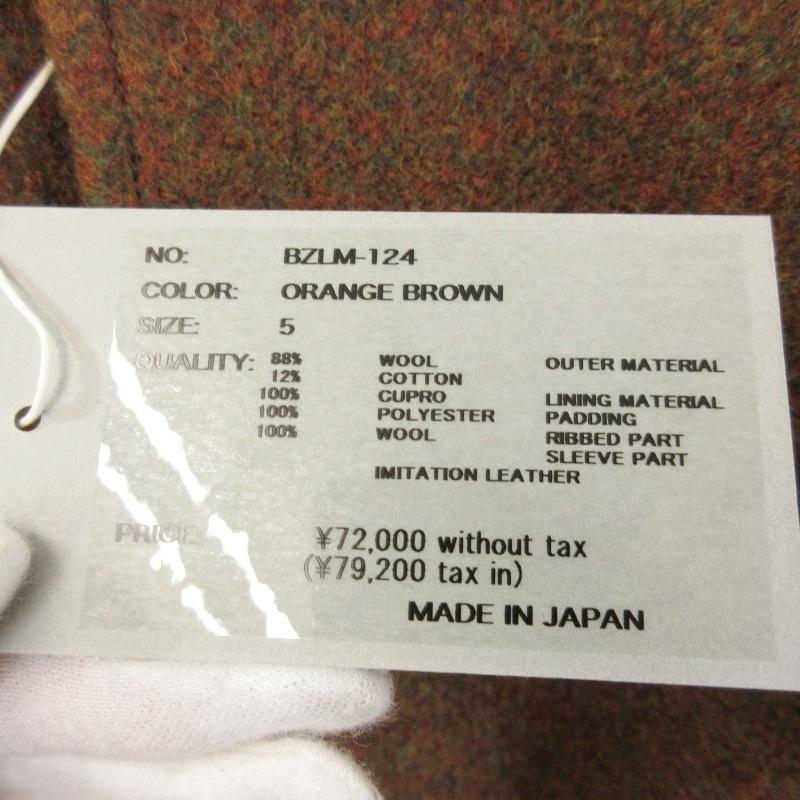 NO: BZLM-124
COLOR: ORANGE BROWN
SIZE: 5
QUALITY: 88% WOOL OUTER MATERIAL
12% COTTON
100% CUPRO LINING MATERIAL
100% POLYESTER PADDING
100% WOOL RIBBED PART
SLEEVE PART
IMITATION LEATHER
PRICE: ¥72,000 without tax
(¥79,200 tax in)
MADE IN JAPAN